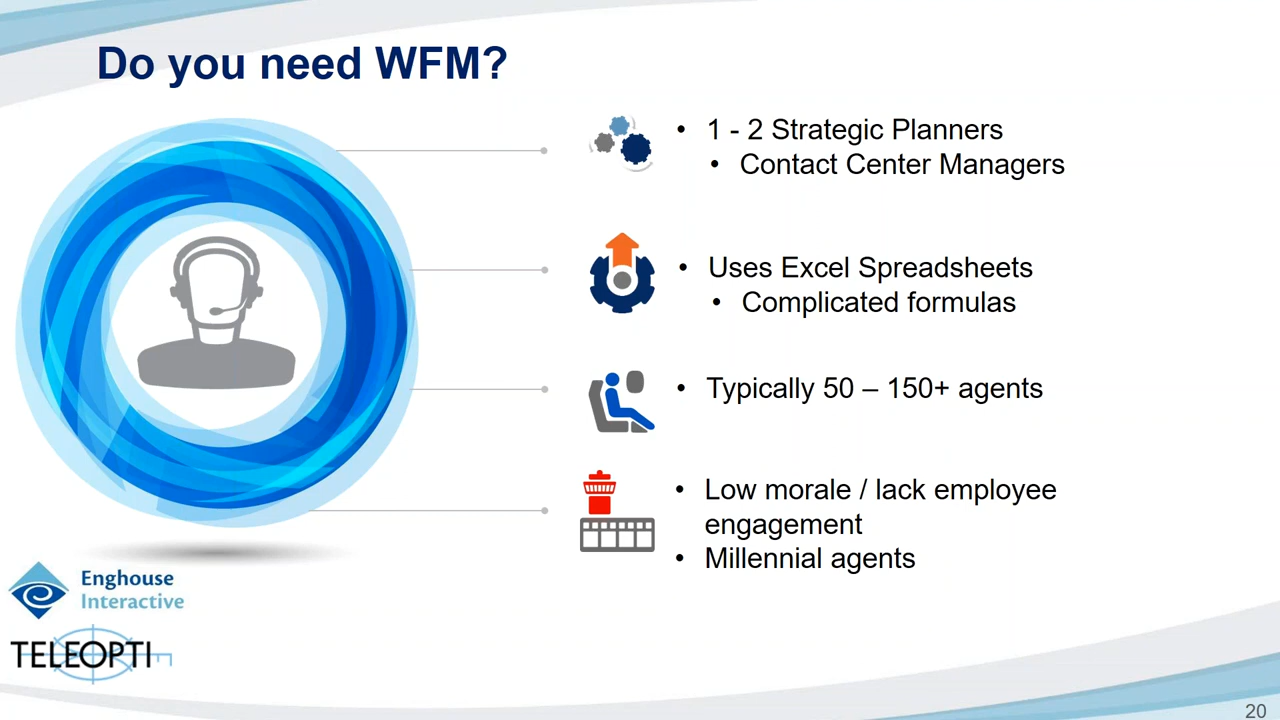 Do you need WFM?
• 1 - 2 Strategic Planners
• Contact Center Managers
• Uses Excel Spreadsheets
• Complicated formulas
• Typically 50 – 150+ agents
• Low morale / lack employee
engagement
• Millennial agents
Enghouse
Interactive
TELEOPTI
20